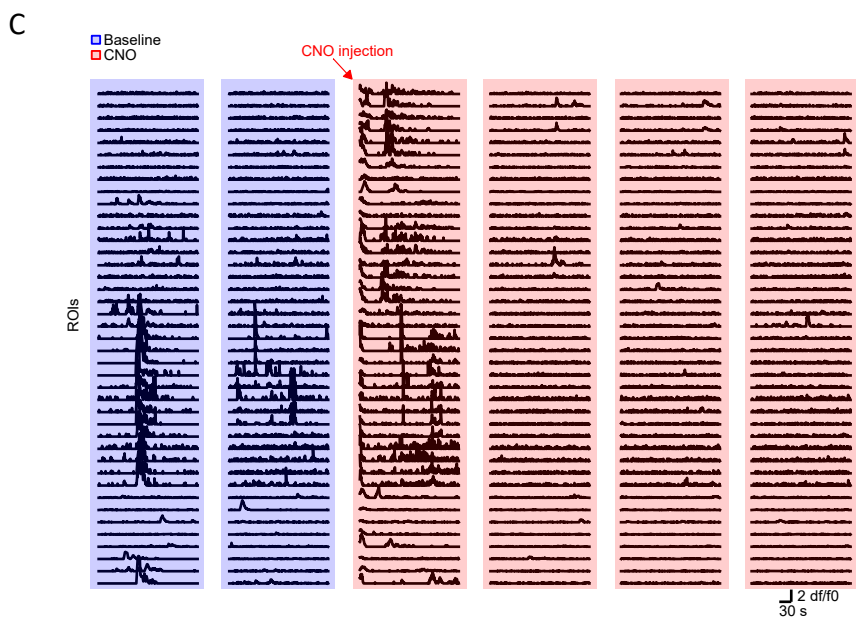 C
Baseline
CNO
CNO injection
ROIs
2 df/f0
30 s